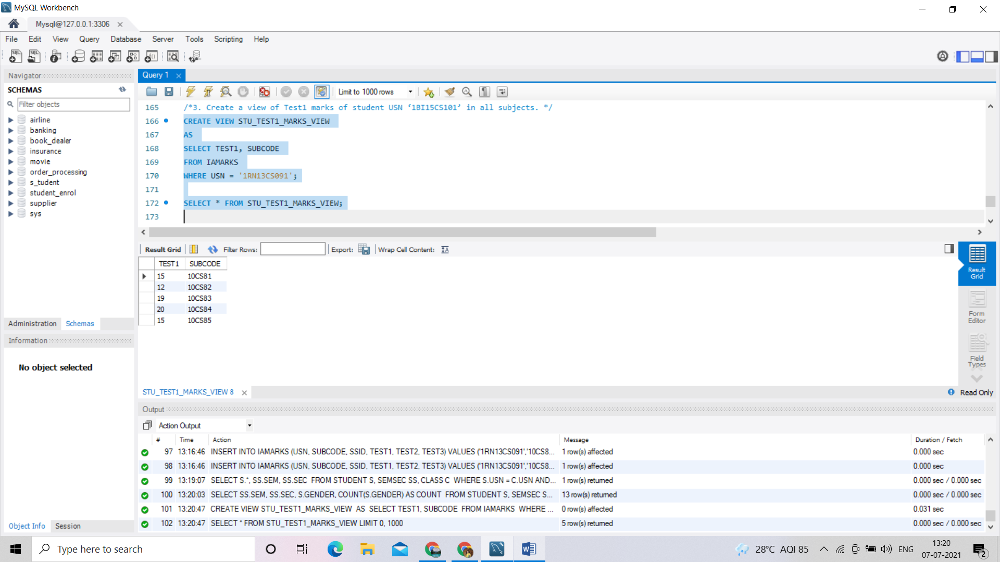 MySQL Workbench
Mysql@127.0.0.1:3306
File Edit View Query Database Server Tools Scripting Help
Navigator
SCHEMAS
Filter objects
airline
banking
book_dealer
insurance
movie
order_processing
s_tudent
student_enrol
supplier
sys
Administration Schemas
Information
No object selected
Object Info Session
Query 1
Limit to 1000 rows
165 /*3. Create a view of Test1 marks of student USN ‘1BI15CS101’ in all subjects. */
166 CREATE VIEW STU_TEST1_MARKS_VIEW
167 AS
168 SELECT TEST1, SUBCODE
169 FROM IAMARKS
170 WHERE USN = '1RN13CS091';
171
172 SELECT * FROM STU_TEST1_MARKS_VIEW;
173
Result Grid Filter Rows: Export: Wrap Cell Content:
TEST1 SUBCODE
15 10CS81
12 10CS82
19 10CS83
20 10CS84
15 10CS85
Result Grid
Form Editor
Field Types
STU_TEST1_MARKS_VIEW 8
Read Only
Output
Action Output
# Time Action Message Duration / Fetch
97 13:16:46 INSERT INTO IAMARKS (USN, SUBCODE, SSID, TEST1, TEST2, TEST3) VALUES ('1RN13CS091','10CS8... 1 row(s) affected 0.000 sec
98 13:16:46 INSERT INTO IAMARKS (USN, SUBCODE, SSID, TEST1, TEST2, TEST3) VALUES ('1RN13CS091','10CS8... 1 row(s) affected 0.000 sec
99 13:19:07 SELECT S.*, SS.SEM, SS.SEC FROM STUDENT S, SEMSEC SS, CLASS C WHERE S.USN = C.USN AND... 1 row(s) returned 0.000 sec / 0.000 sec
100 13:20:03 SELECT SS.SEM, SS.SEC, S.GENDER, COUNT(S.GENDER) AS COUNT FROM STUDENT S, SEMSEC S... 13 row(s) returned 0.000 sec / 0.000 sec
101 13:20:47 CREATE VIEW STU_TEST1_MARKS_VIEW AS SELECT TEST1, SUBCODE FROM IAMARKS WHERE ... 0 row(s) affected 0.031 sec
102 13:20:47 SELECT * FROM STU_TEST1_MARKS_VIEW LIMIT 0, 1000 5 row(s) returned 0.000 sec / 0.000 sec
Type here to search
28°C AQI 85
ENG
13:20
07-07-2021
2